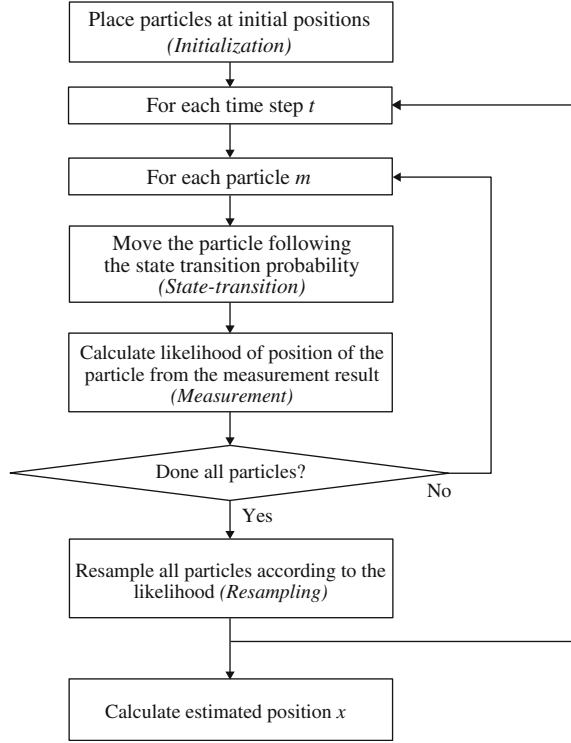 Place particles at initial positions
(Initialization)
For each time step t
For each particle m
Move the particle following
the state transition probability
(State-transition)
Calculate likelihood of position of the
particle from the measurement result
(Measurement)
Done all particles?
No
Yes
Resample all particles according to the
likelihood (Resampling)
Calculate estimated position x